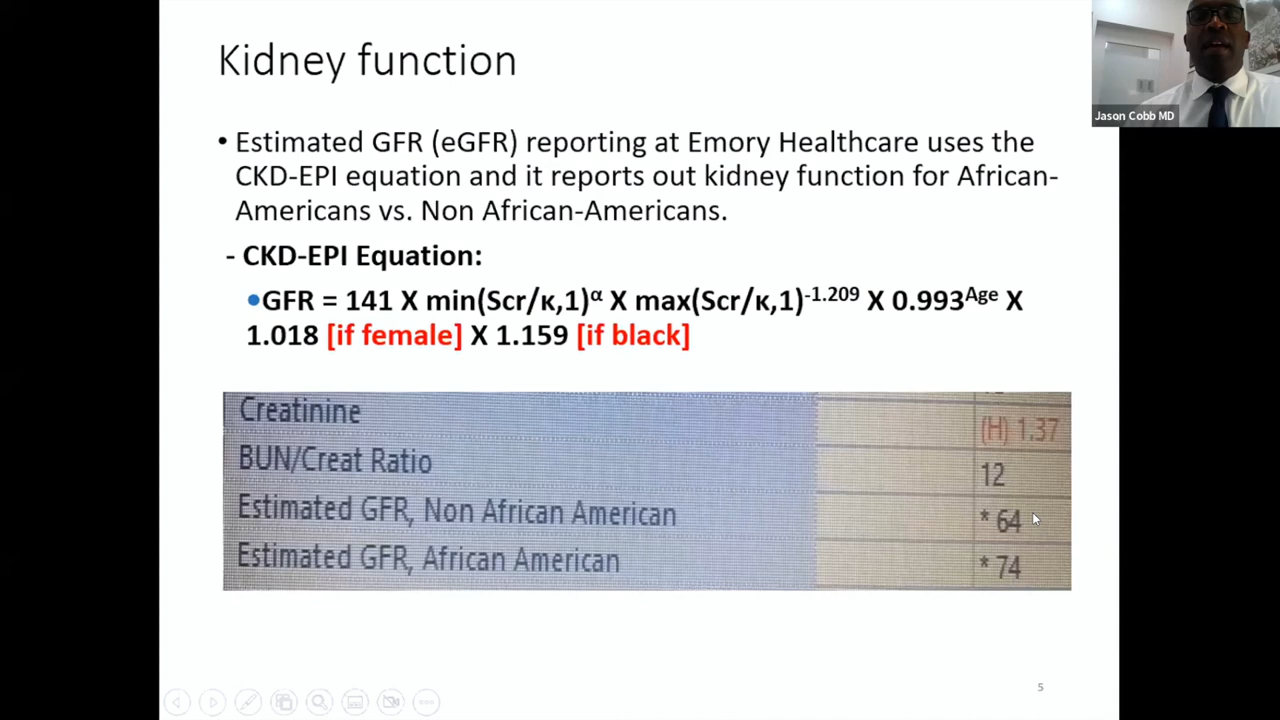 Kidney function
Jason Cobb MD
• Estimated GFR (eGFR) reporting at Emory Healthcare uses the
CKD-EPI equation and it reports out kidney function for African-
Americans vs. Non African-Americans.
- CKD-EPI Equation:
•GFR = 141 X min(Scr/κ,1)ᵅ X max(Scr/κ,1)⁻¹·²⁰⁹ X 0.993ᴬᵍᵉ X
1.018 [if female] X 1.159 [if black]
Creatinine (H) 1.37
BUN/Creat Ratio 12
Estimated GFR, Non African American * 64
Estimated GFR, African American * 74
5